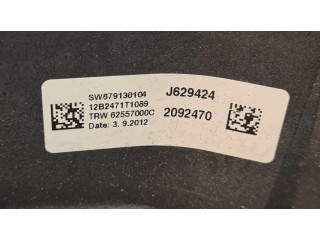 SW679130104
12B2471T1089
TRW 62557000C
Date: 3. 9.2012
J629424
2092470